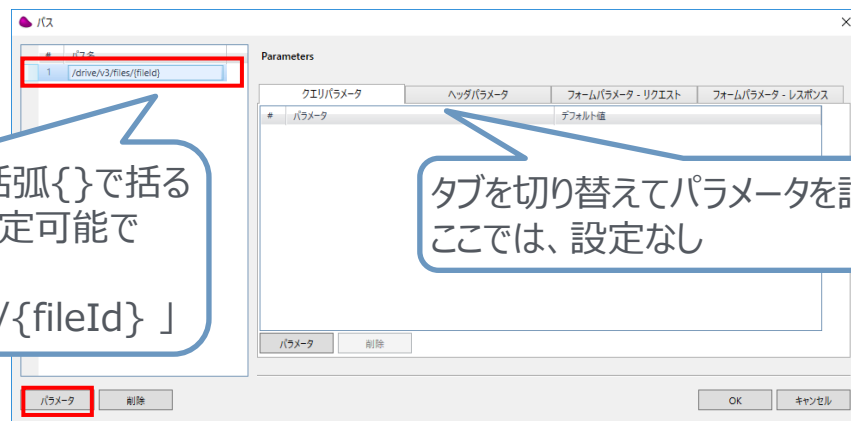 パス
# パス名
1 /drive/v3/files/{fileId}
Parameters
クエリパラメータ ヘッダパラメータ フォームパラメータ - リクエスト フォームパラメータ - レスポンス
# パラメータ デフォルト値
括弧{}で括る
定可能で
/{fileId} 」
タブを切り替えてパラメータを設
ここでは、設定なし
パラメータ 削除
パラメータ 削除 OK キャンセル